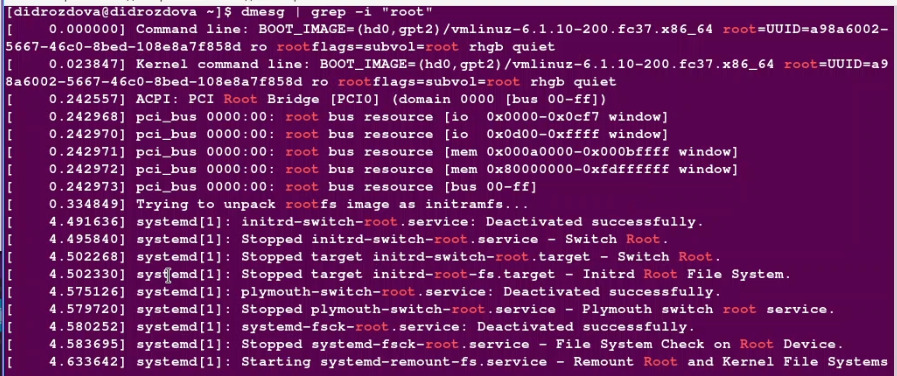 [didrozdova@didrozdova ~]$ dmesg | grep -i "root"
[    0.000000] Command line: BOOT_IMAGE=(hd0,gpt2)/vmlinuz-6.1.10-200.fc37.x86_64 root=UUID=a98a6002-
5667-46c0-8bed-108e8a7f858d ro rootflags=subvol=root rhgb quiet
[    0.023847] Kernel command line: BOOT_IMAGE=(hd0,gpt2)/vmlinuz-6.1.10-200.fc37.x86_64 root=UUID=a9
8a6002-5667-46c0-8bed-108e8a7f858d ro rootflags=subvol=root rhgb quiet
[    0.242557] ACPI: PCI Root Bridge [PCI0] (domain 0000 [bus 00-ff])
[    0.242968] pci_bus 0000:00: root bus resource [io  0x0000-0x0cf7 window]
[    0.242970] pci_bus 0000:00: root bus resource [io  0x0d00-0xffff window]
[    0.242971] pci_bus 0000:00: root bus resource [mem 0x000a0000-0x000bffff window]
[    0.242972] pci_bus 0000:00: root bus resource [mem 0x80000000-0xfdffffff window]
[    0.242973] pci_bus 0000:00: root bus resource [bus 00-ff]
[    0.334849] Trying to unpack rootfs image as initramfs...
[    4.491636] systemd[1]: initrd-switch-root.service: Deactivated successfully.
[    4.495840] systemd[1]: Stopped initrd-switch-root.service - Switch Root.
[    4.502268] systemd[1]: Stopped target initrd-switch-root.target - Switch Root.
[    4.502330] systemd[1]: Stopped target initrd-root-fs.target - Initrd Root File System.
[    4.575126] systemd[1]: plymouth-switch-root.service: Deactivated successfully.
[    4.579720] systemd[1]: Stopped plymouth-switch-root.service - Plymouth switch root service.
[    4.580252] systemd[1]: systemd-fsck-root.service: Deactivated successfully.
[    4.583695] systemd[1]: Stopped systemd-fsck-root.service - File System Check on Root Device.
[    4.633642] systemd[1]: Starting systemd-remount-fs.service - Remount Root and Kernel File Systems